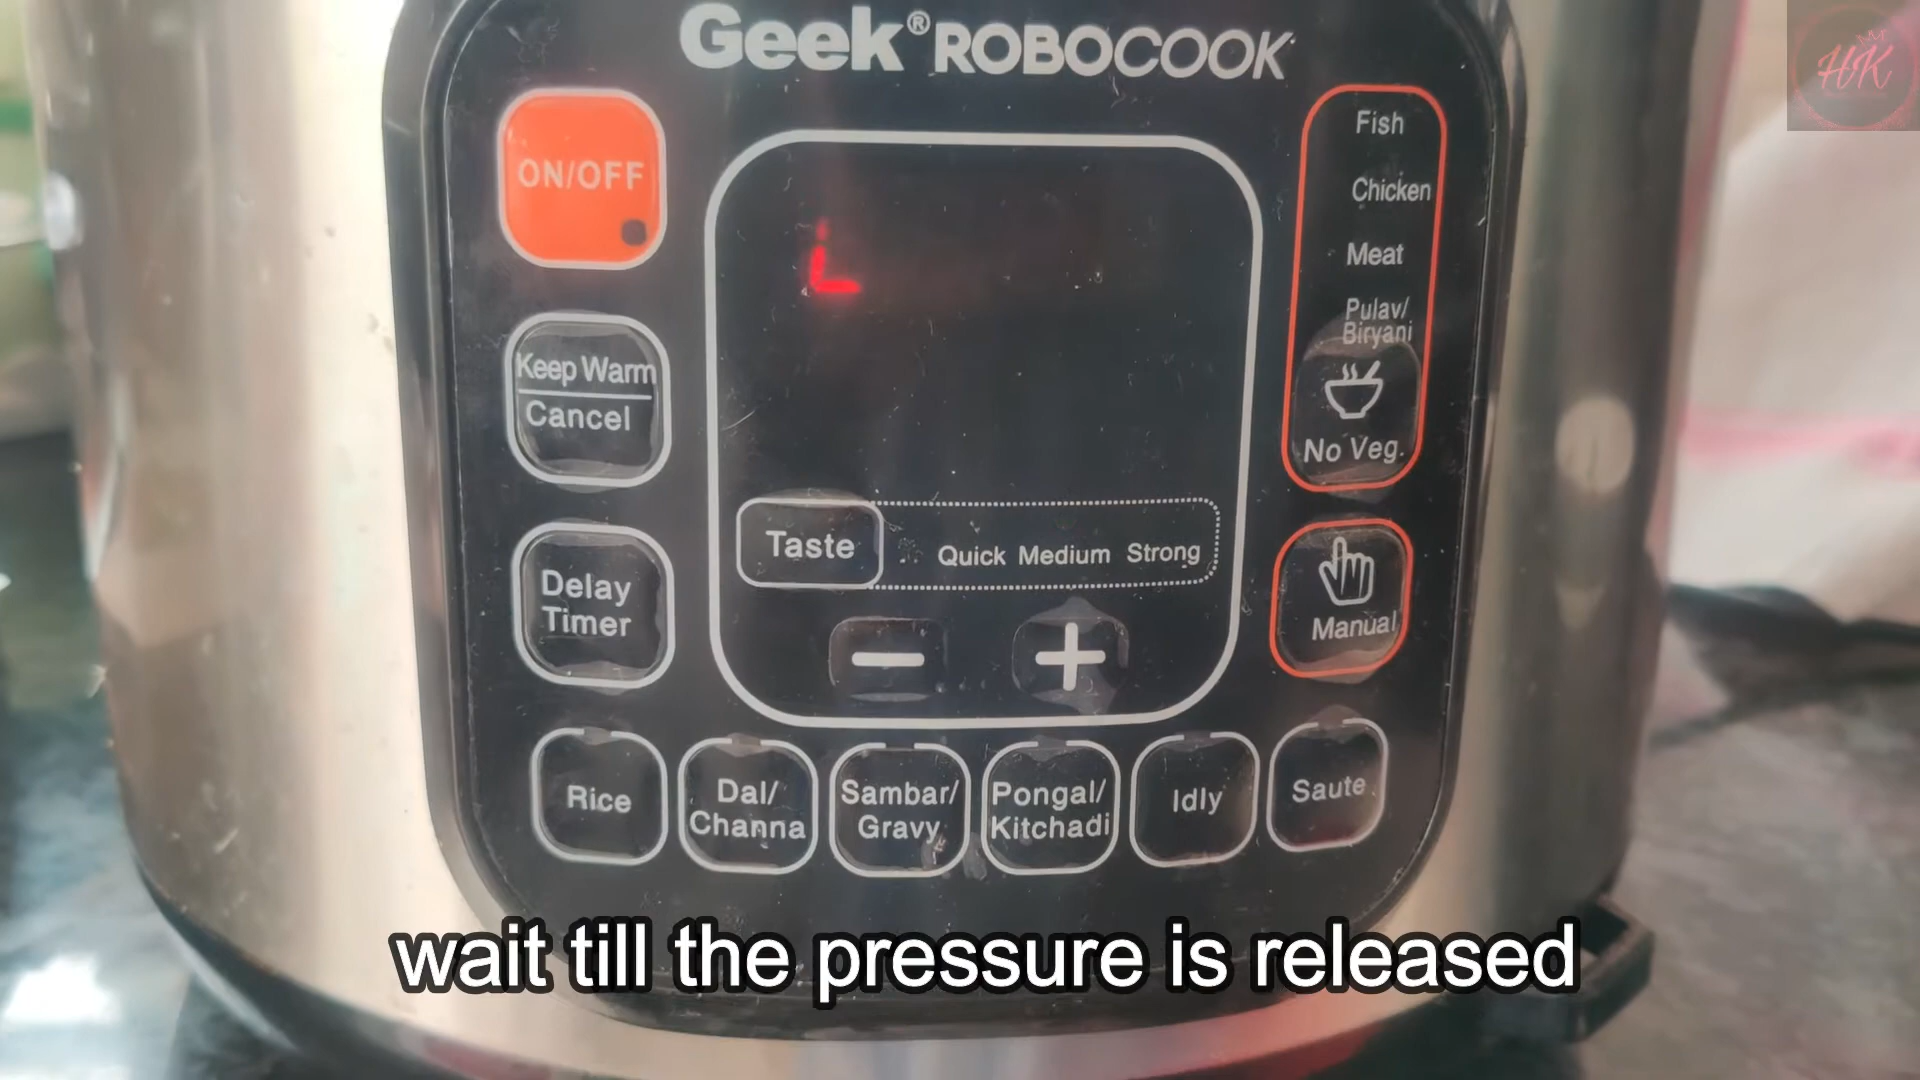 Geek® ROBOCOOK
HK
ON/OFF
Fish
Chicken
Meat
Pulav/
Biryani
No Veg.
L
Keep Warm
Cancel
Delay
Timer
Taste
Quick Medium Strong
Manual
Rice
Dal/
Channa
Sambar/
Gravy
Pongal/
Kitchadi
Idly
Saute
wait till the pressure is released